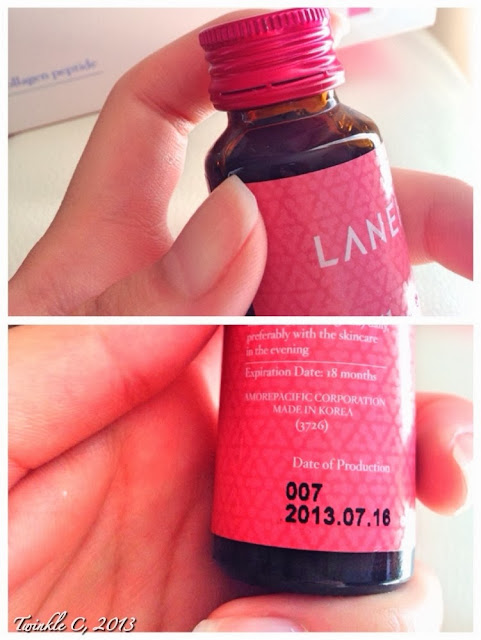 collagen peptide
LANE
preferably with the skincare
in the evening
Expiration Date: 18 months
AMOREPACIFIC CORPORATION
MADE IN KOREA
(3726)
Date of Production
007
2013.07.16
Twinkle C, 2013